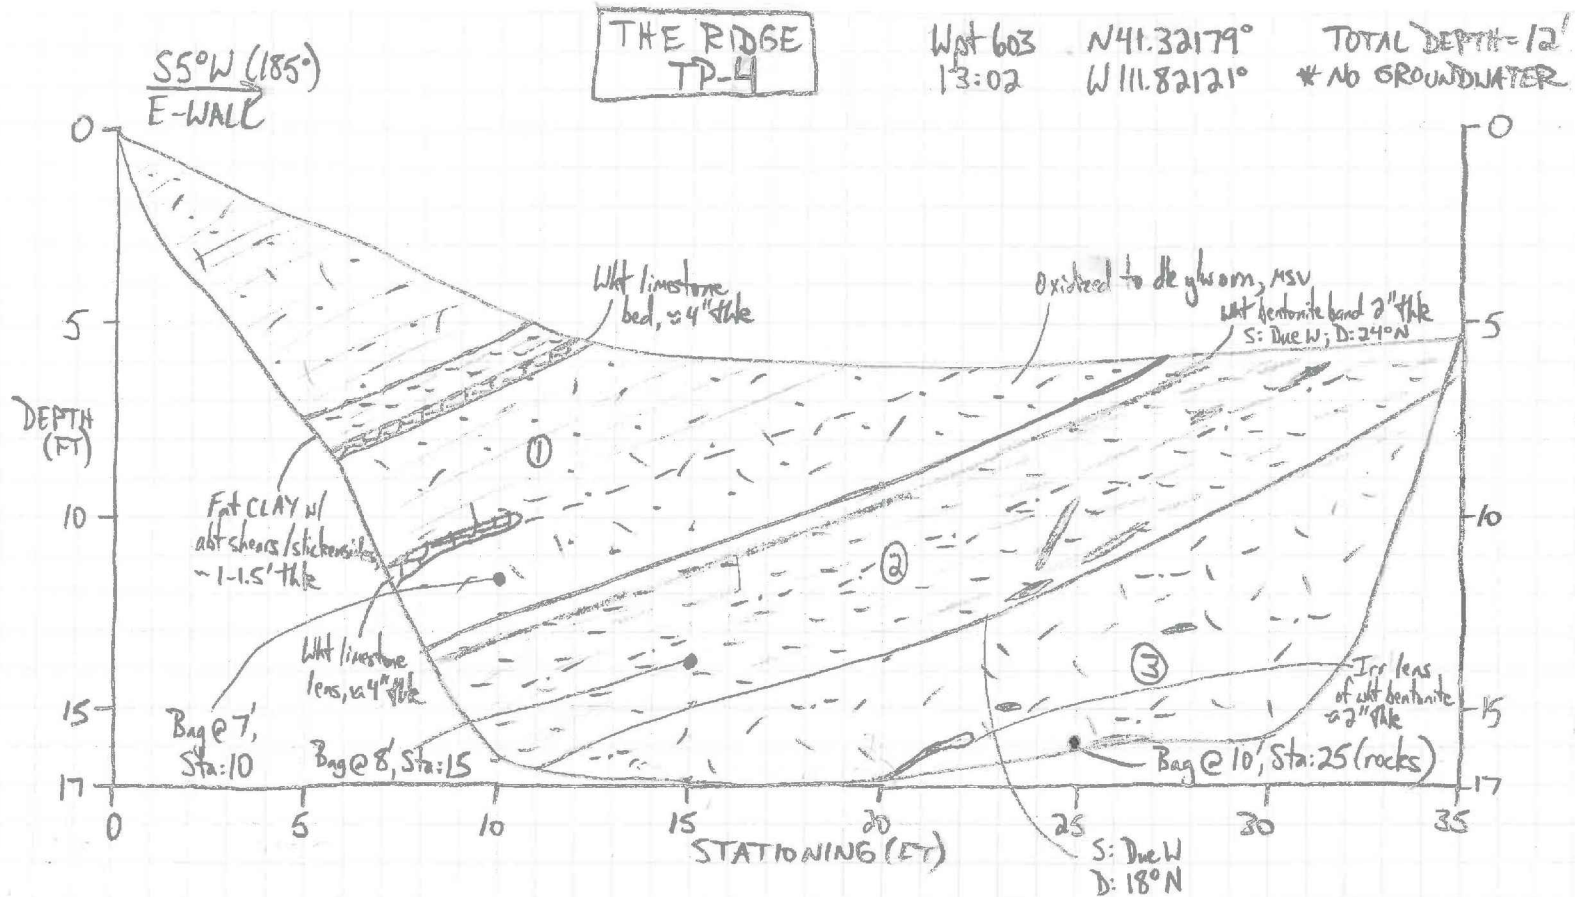 THE RIDGE
TP-4
Wpt 603 N41.32179° TOTAL DEPTH=12'
13:02 W111.82121° * NO GROUNDWATER
S5°W (185°)
E-WALL
0
5
10
15
17
DEPTH
(FT)
0
5
10
15
17
Wht limestone
bed, ≈4" thk
Oxidized to dk ylw orn, MSV
Wht bentonite band 2" thk
S: Due W; D: 24°N
1
2
3
Fat CLAY w/
abt shears/slickensides,
~1-1.5' thk
Wht limestone
lens, ≈4" thk
Bag @ 7',
Sta: 10
Bag @ 8', Sta: 15
Irr lens
of wht bentonite
≈2" thk
Bag @ 10', Sta: 25 (rocks)
0 5 10 15 20 25 30 35
STATIONING (FT)
S: Due W
D: 18°N